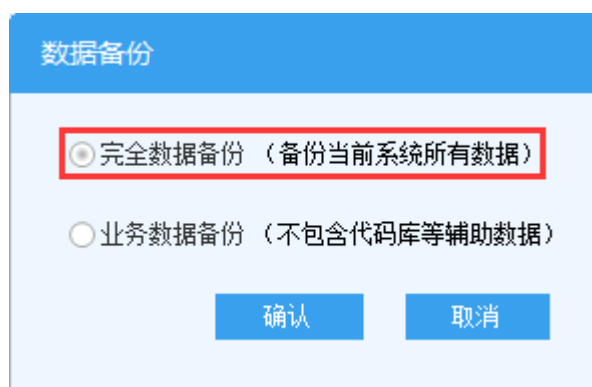 数据备份
完全数据备份（备份当前系统所有数据）
业务数据备份（不包含代码库等辅助数据）
确认 取消